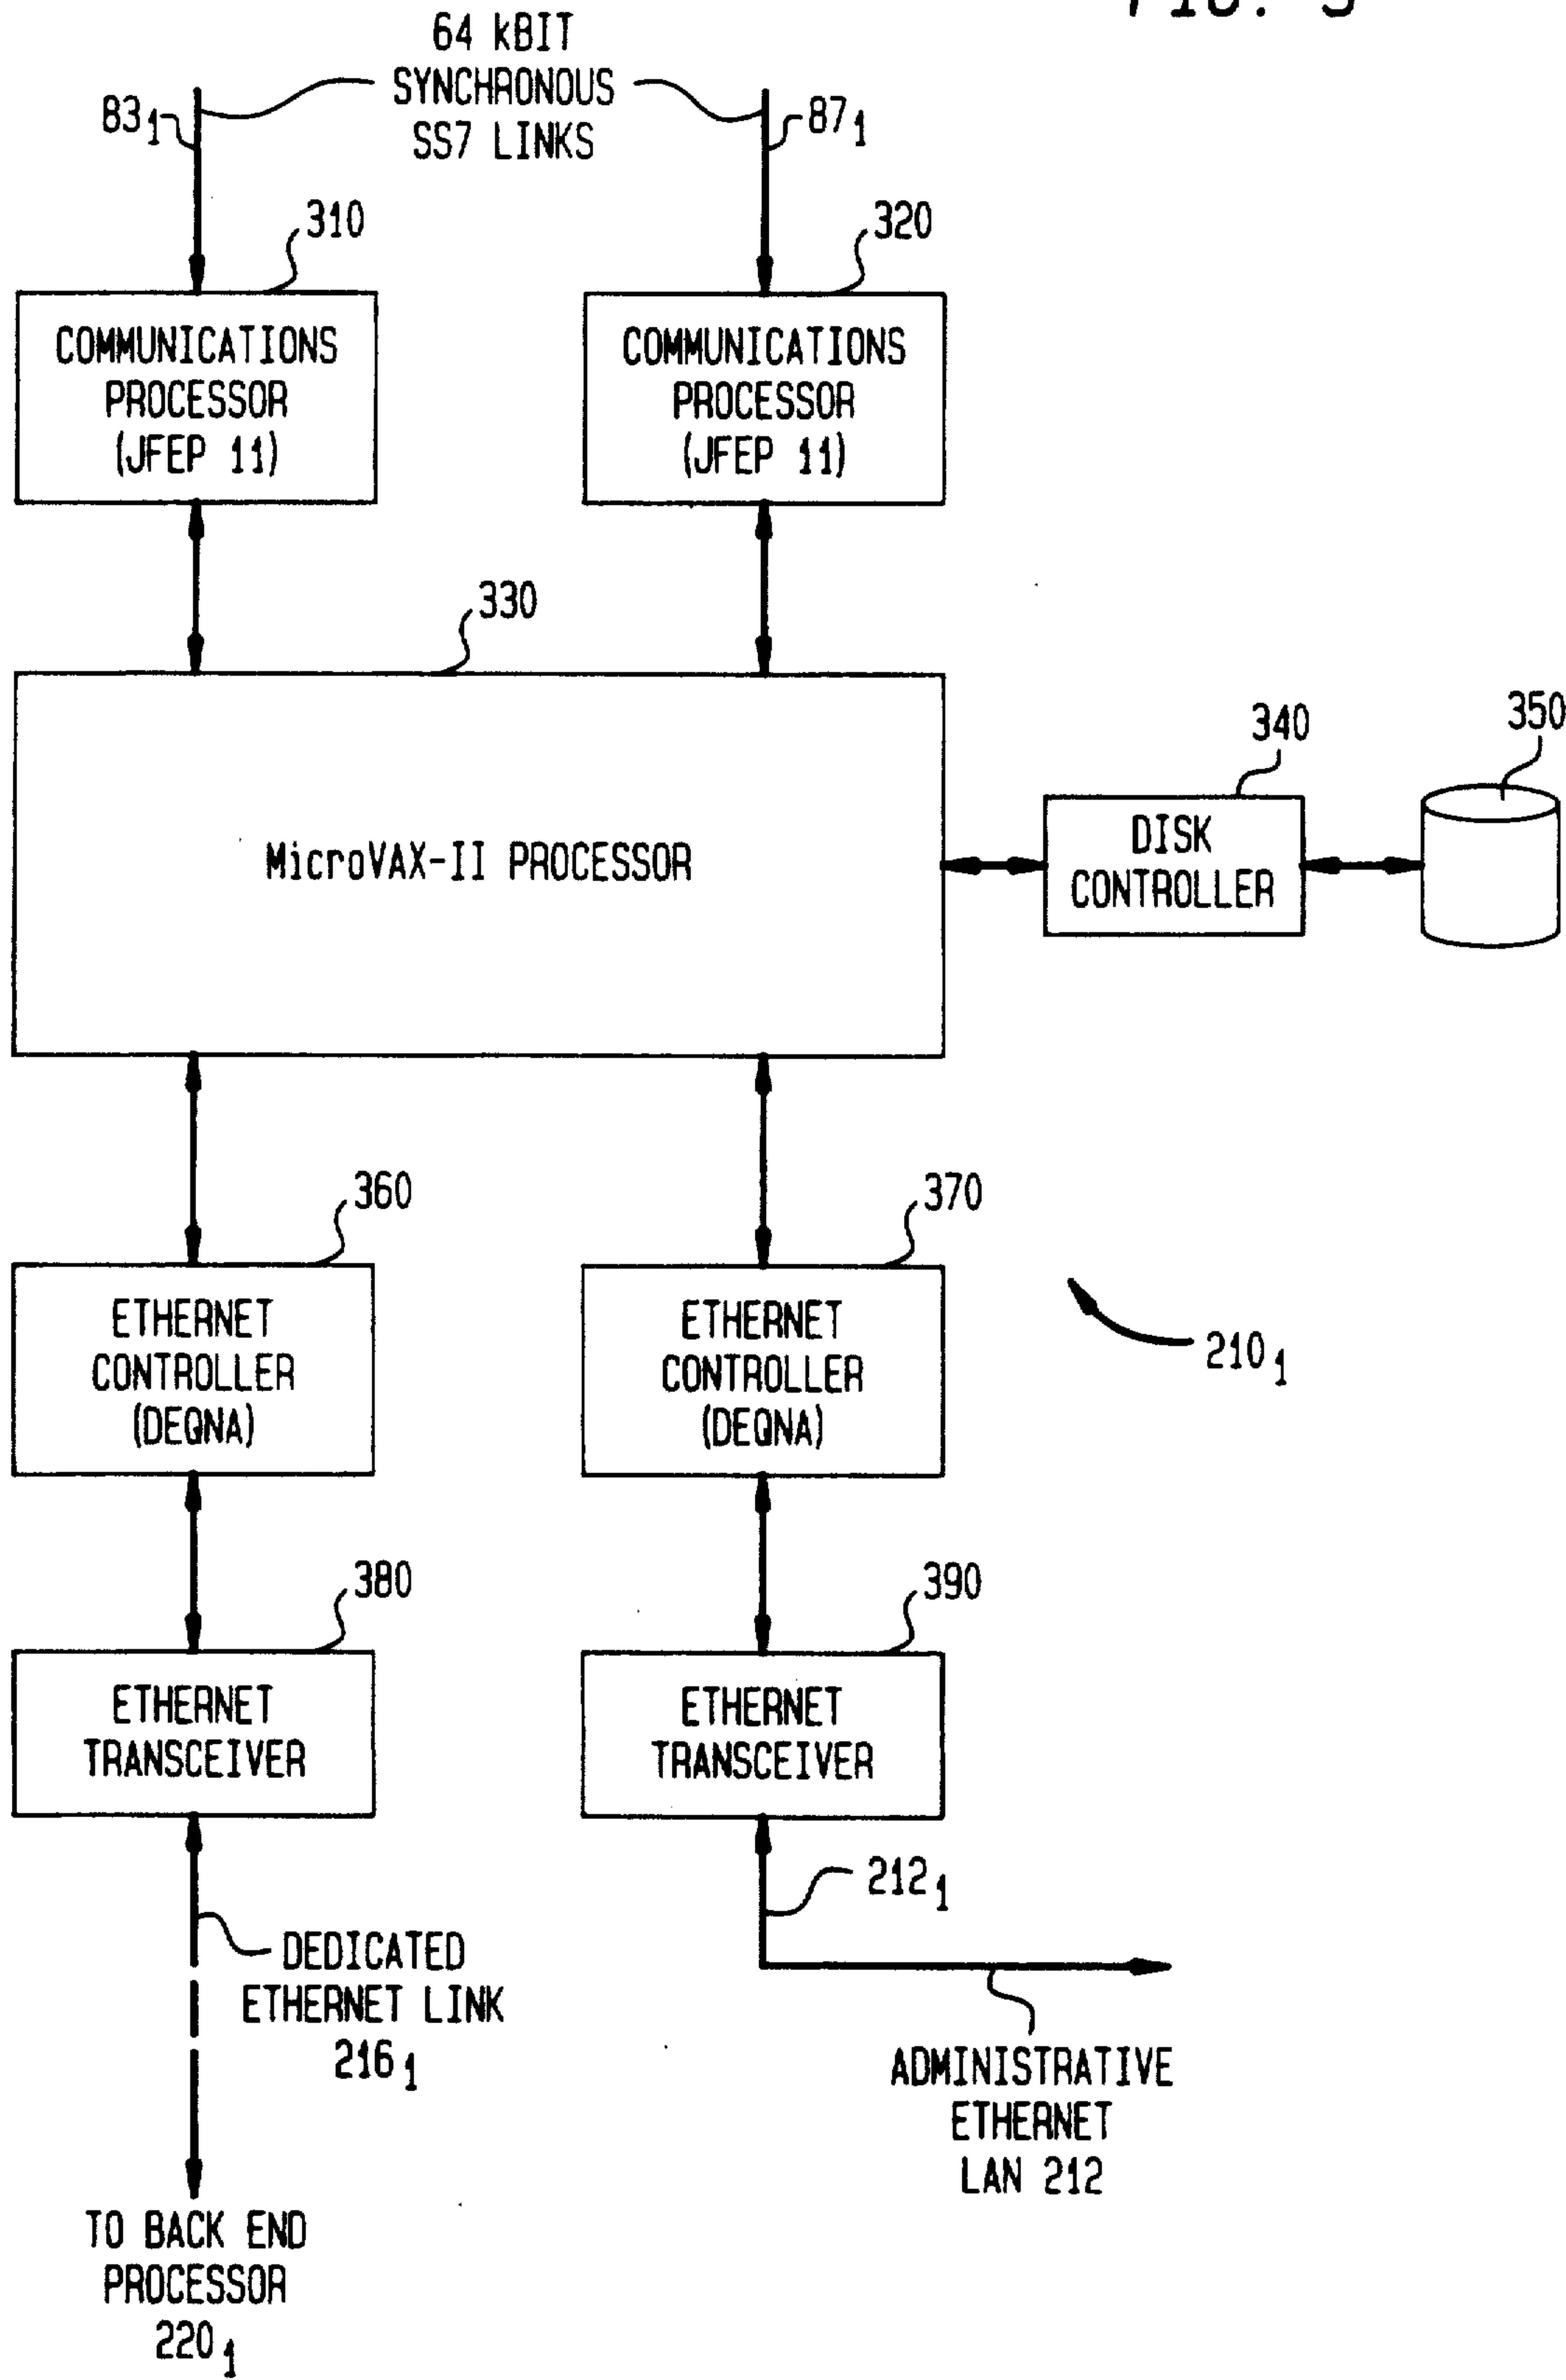 FIG. 3
64 kBIT
SYNCHRONOUS
SS7 LINKS
83₁
87₁
310
320
COMMUNICATIONS
PROCESSOR
(JFEP 11)
COMMUNICATIONS
PROCESSOR
(JFEP 11)
330
MicroVAX-II PROCESSOR
340
350
DISK
CONTROLLER
360
370
ETHERNET
CONTROLLER
(DEQNA)
ETHERNET
CONTROLLER
(DEQNA)
210₁
380
390
ETHERNET
TRANSCEIVER
ETHERNET
TRANSCEIVER
212₁
DEDICATED
ETHERNET LINK
216₁
ADMINISTRATIVE
ETHERNET
LAN 212
TO BACK END
PROCESSOR
220₁